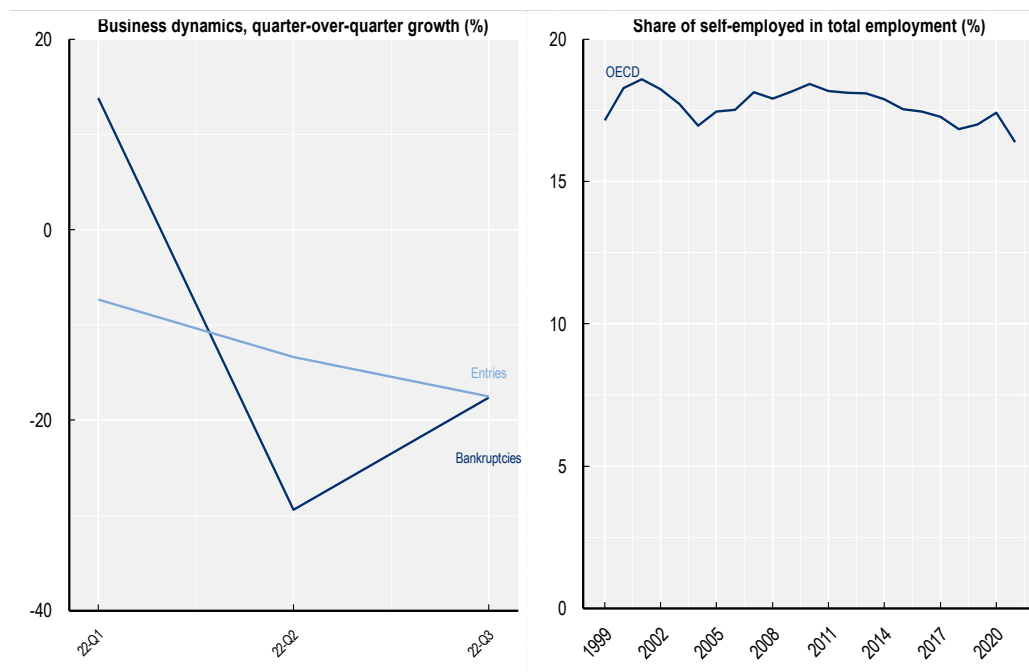 Business dynamics, quarter-over-quarter growth (%)
20
0
-20
-40
Entries
Bankruptcies
22-Q1
22-Q2
22-Q3
Share of self-employed in total employment (%)
20
15
10
5
0
OECD
1999
2002
2005
2008
2011
2014
2017
2020